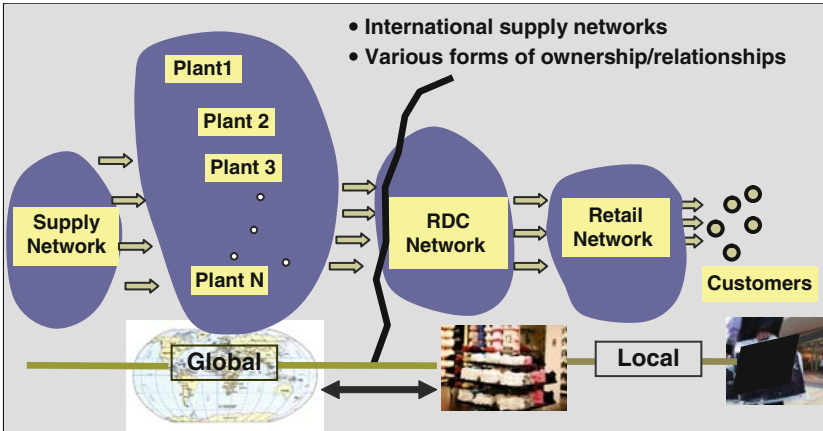 • International supply networks
• Various forms of ownership/relationships
Plant1
Plant 2
Plant 3
Plant N
Supply
Network
RDC
Network
Retail
Network
Customers
Global
Local